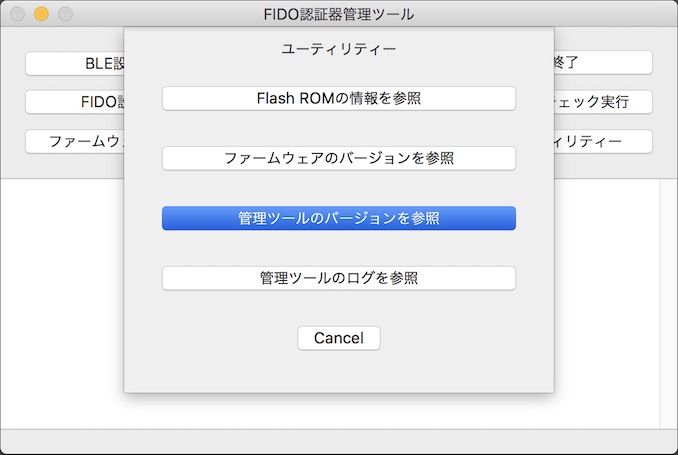 FIDO認証器管理ツール
ユーティリティー
BLE設
終了
Flash ROMの情報を参照
FIDO設
ェック実行
ファームウ
ィリティー
ファームウェアのバージョンを参照
管理ツールのバージョンを参照
管理ツールのログを参照
Cancel